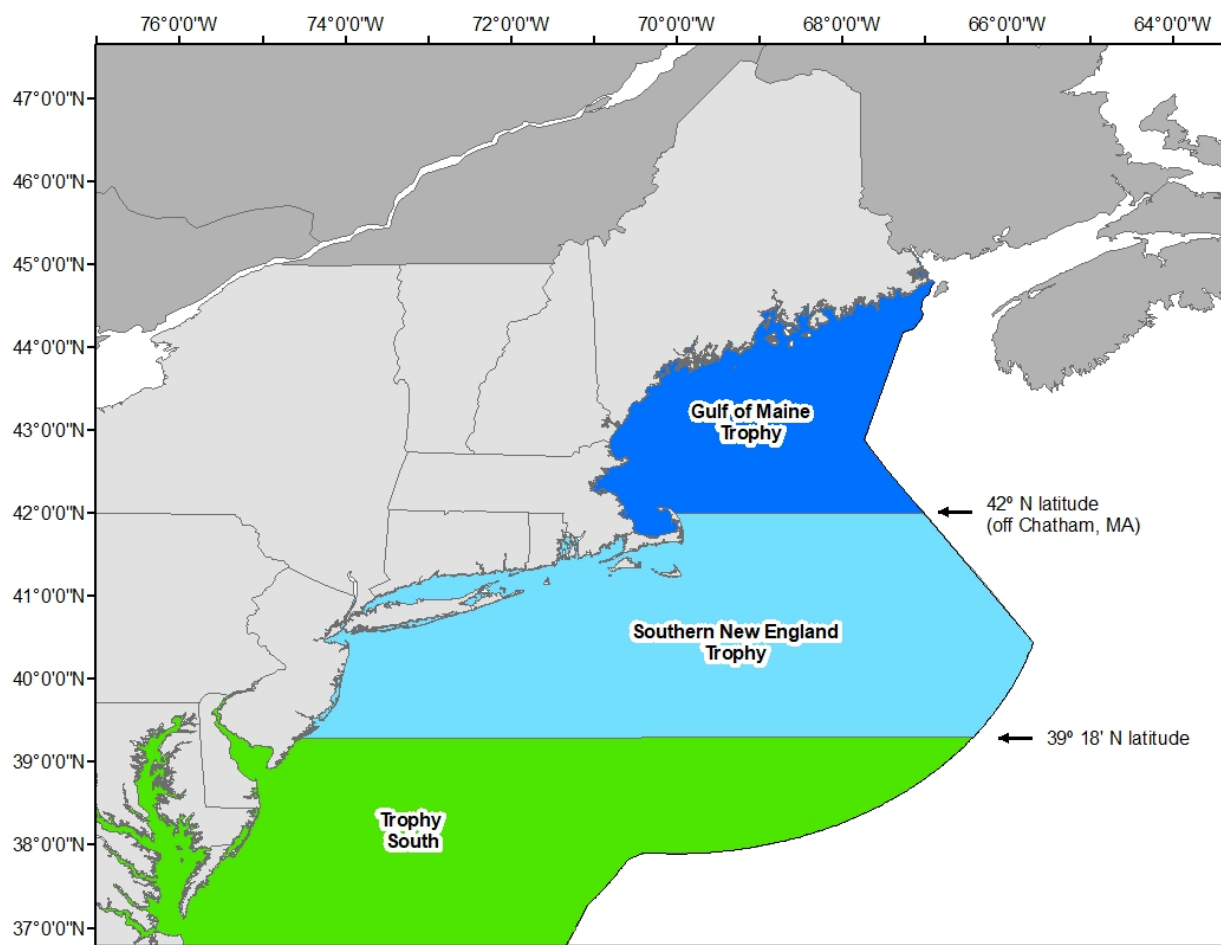 76°0'0"W
74°0'0"W
72°0'0"W
70°0'0"W
68°0'0"W
66°0'0"W
64°0'0"W
47°0'0"N
46°0'0"N
45°0'0"N
44°0'0"N
43°0'0"N
42°0'0"N
41°0'0"N
40°0'0"N
39°0'0"N
38°0'0"N
37°0'0"N
Gulf of Maine
Trophy
42º N latitude
(off Chatham, MA)
Southern New England
Trophy
39º 18' N latitude
Trophy
South